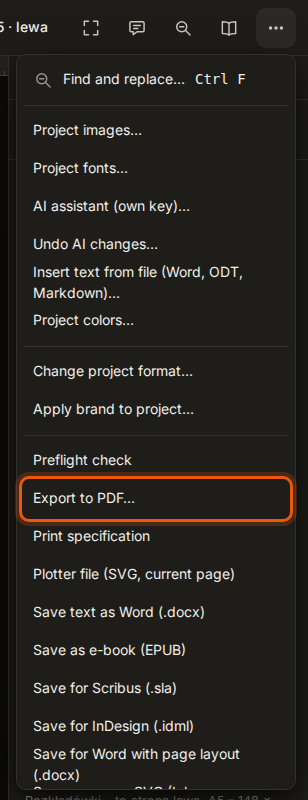 5 · lewa
Find and replace... Ctrl F
Project images...
Project fonts...
AI assistant (own key)...
Undo AI changes...
Insert text from file (Word, ODT,
Markdown)...
Project colors...
Change project format...
Apply brand to project...
Preflight check
Export to PDF...
Print specification
Plotter file (SVG, current page)
Save text as Word (.docx)
Save as e-book (EPUB)
Save for Scribus (.sla)
Save for InDesign (.idml)
Save for Word with page layout
(.docx)